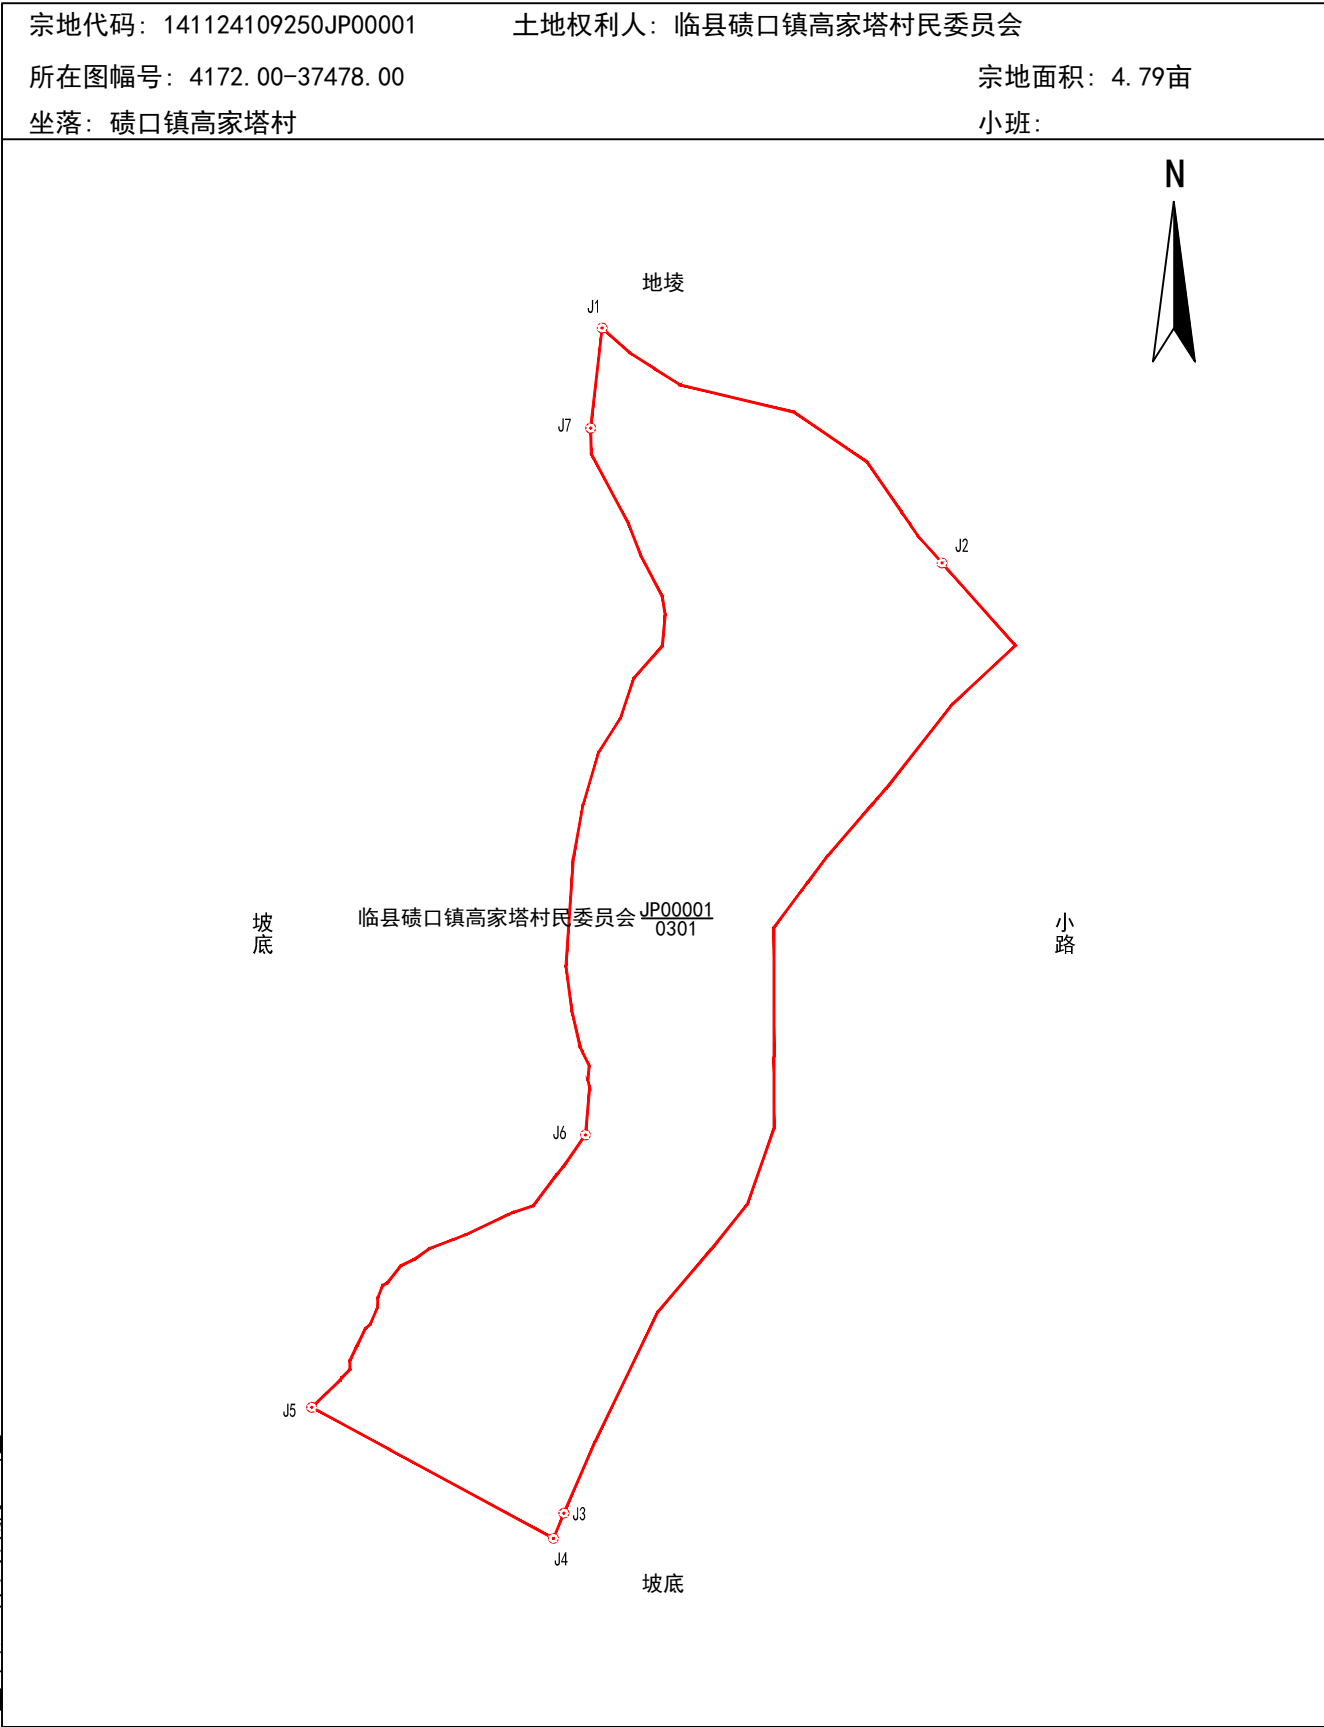 宗地代码: 141124109250JP00001 土地权利人: 临县碛口镇高家塔村民委员会
所在图幅号: 4172.00-37478.00 宗地面积: 4.79亩
坐落: 碛口镇高家塔村 小班:
N
地堎
J1
J7
J2
坡底
临县碛口镇高家塔村民委员会 JP00001
0301
小路
J6
J5
J3
J4
坡底